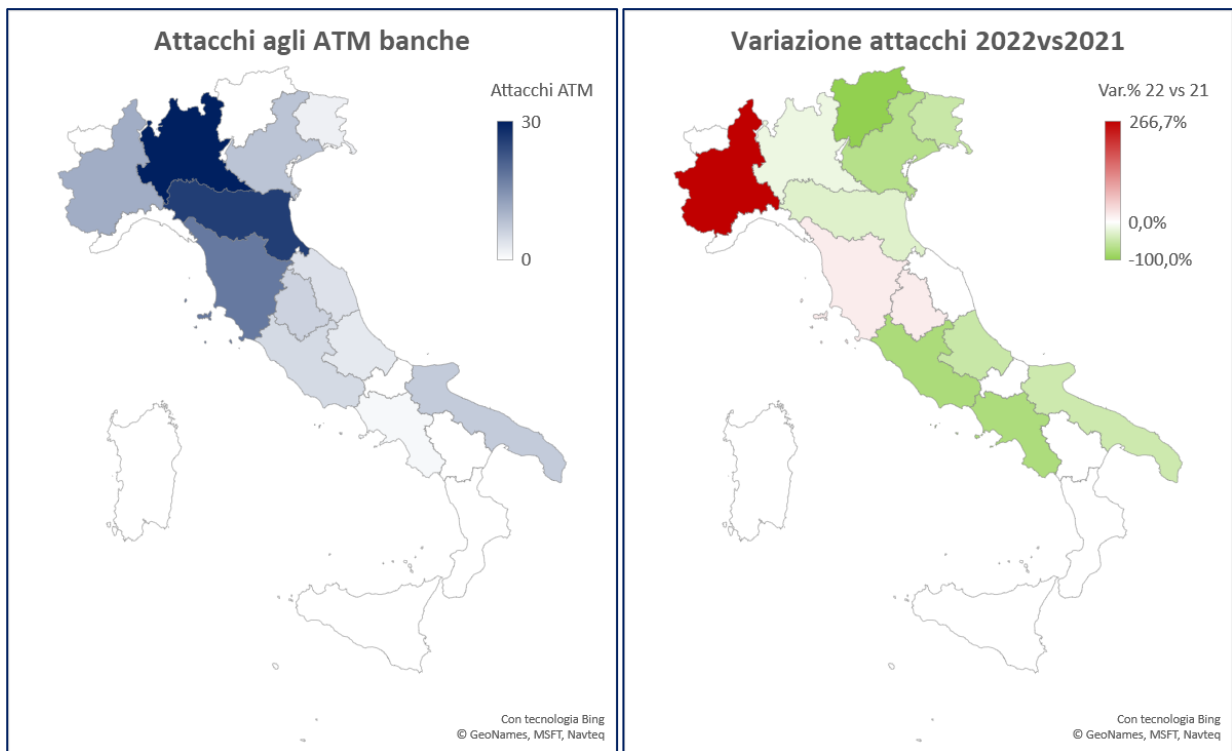 Attacchi agli ATM banche
Attacchi ATM
30
0
Con tecnologia Bing
© GeoNames, MSFT, Navteq
Variazione attacchi 2022vs2021
Var.% 22 vs 21
266,7%
0,0%
-100,0%
Con tecnologia Bing
© GeoNames, MSFT, Navteq